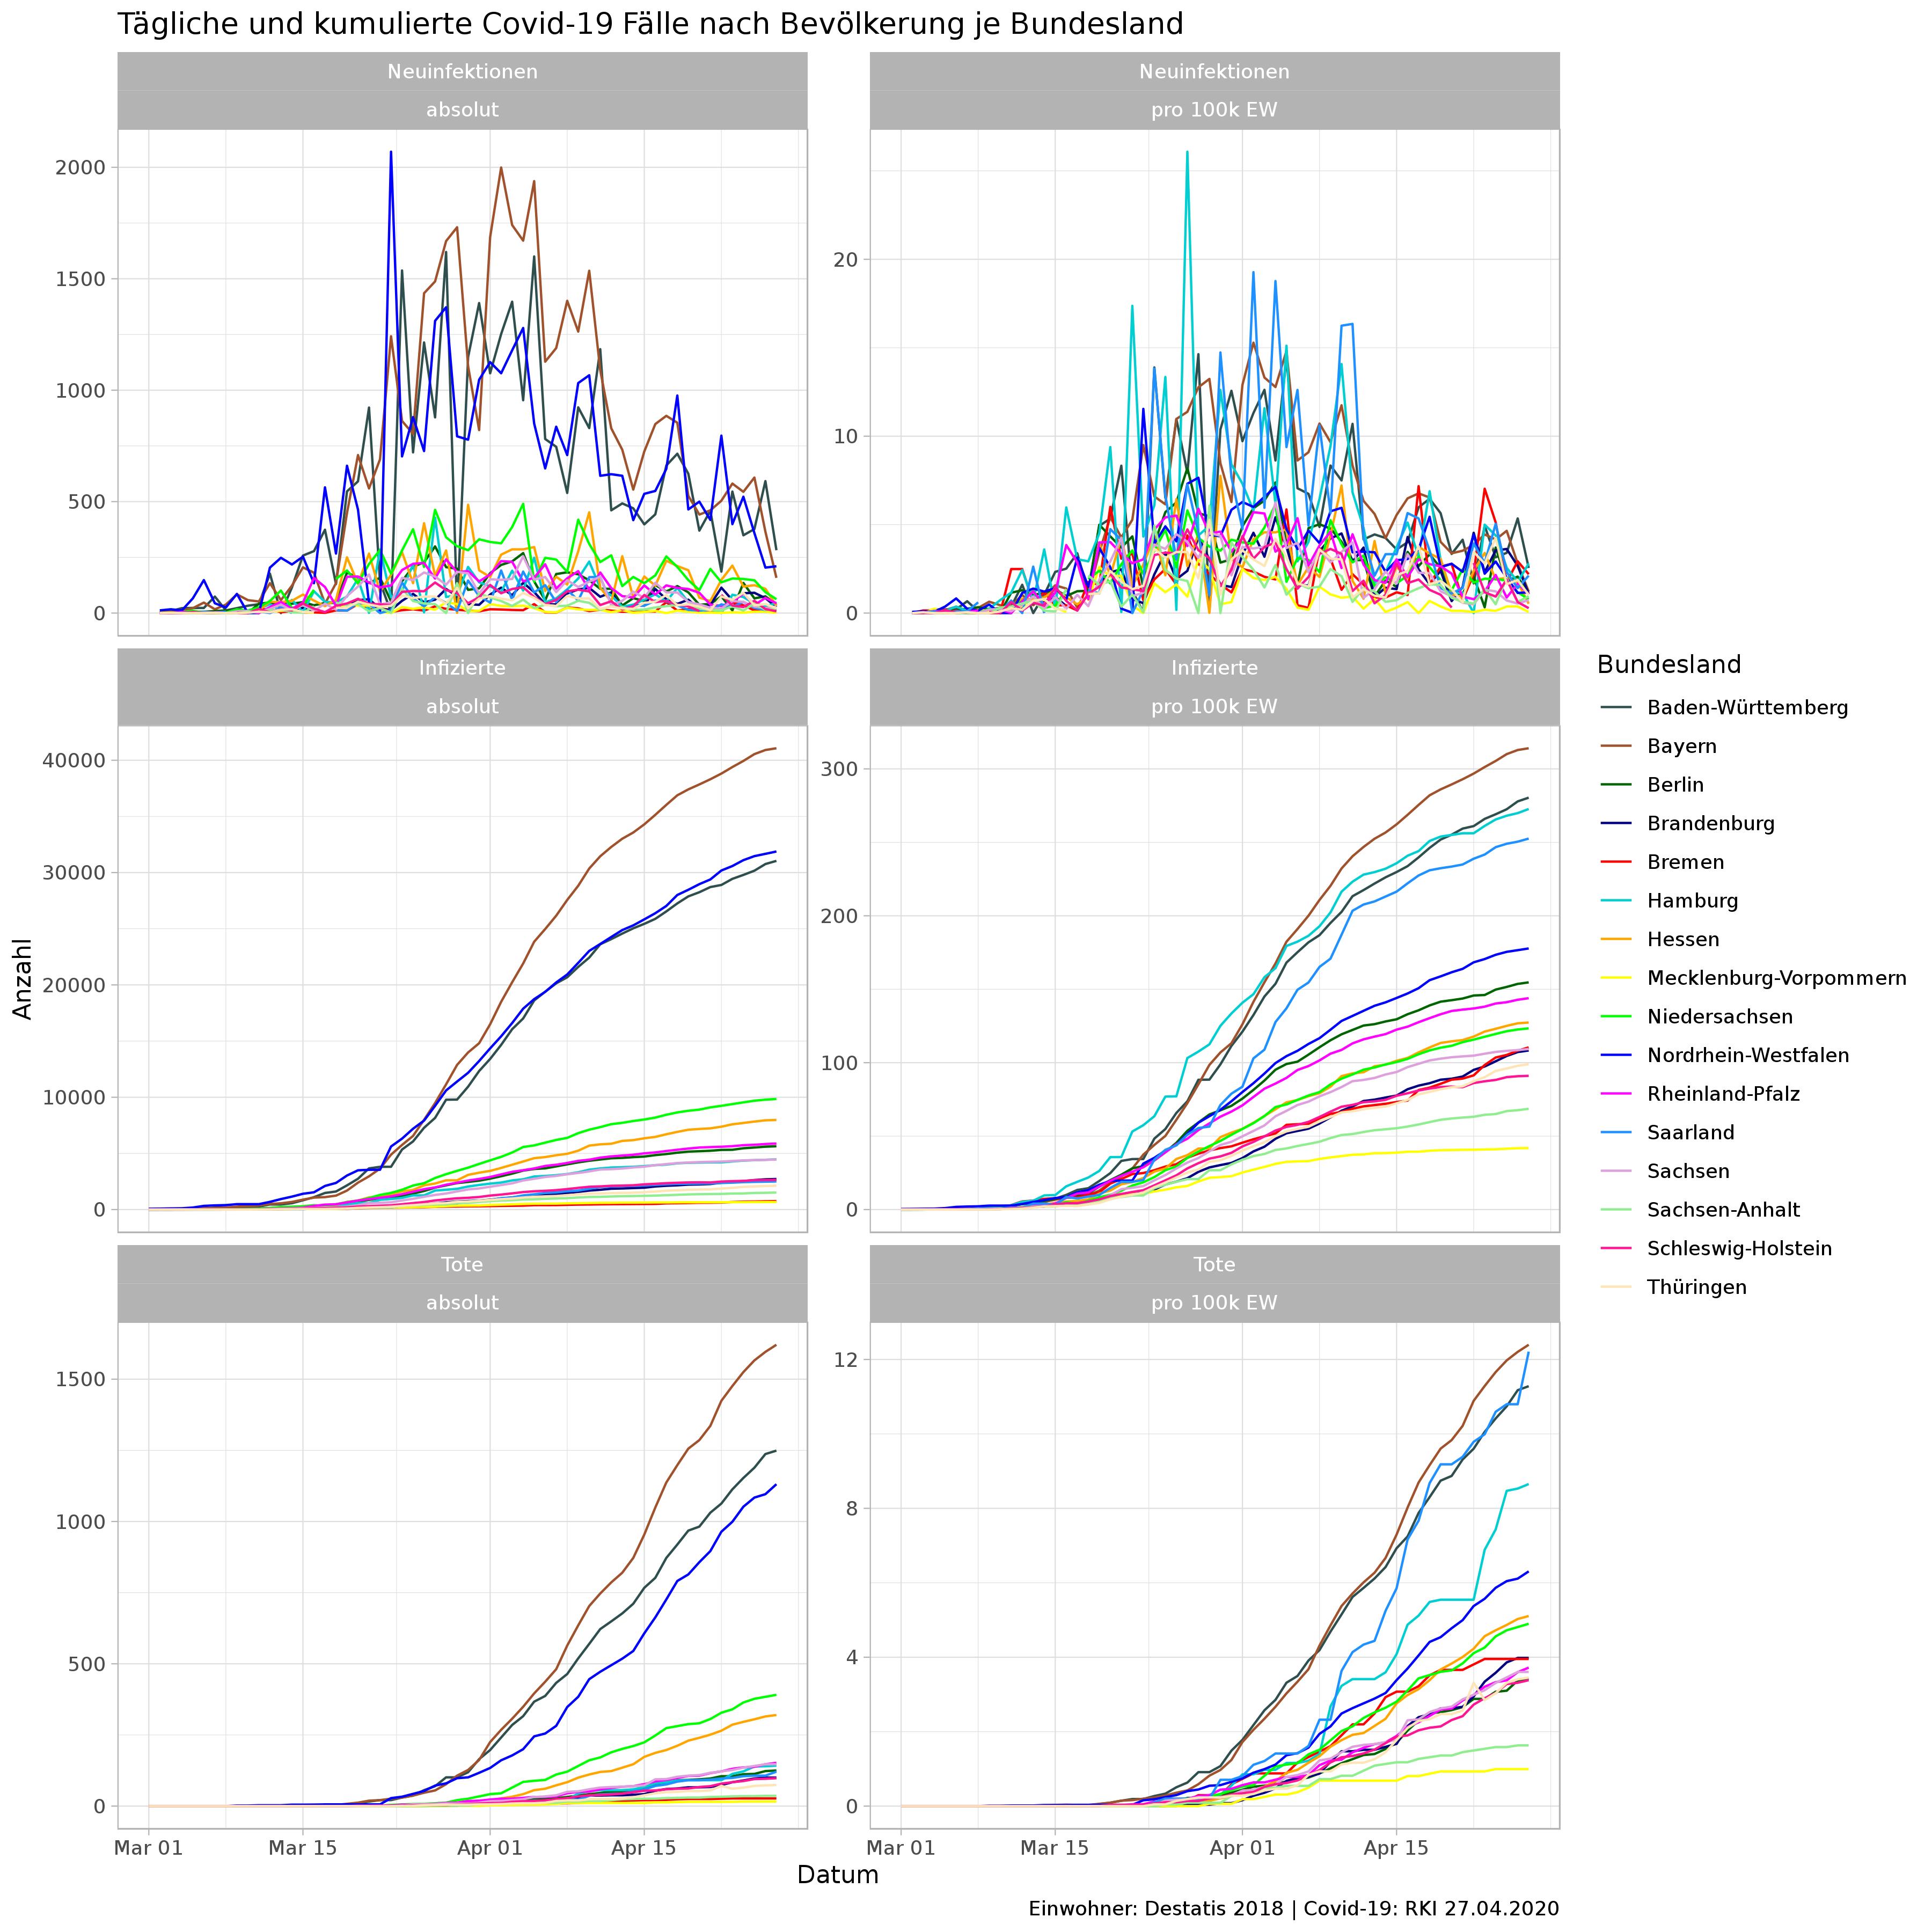 Tägliche und kumulierte Covid-19 Fälle nach Bevölkerung je Bundesland
Neuinfektionen
absolut
Neuinfektionen
pro 100k EW
2000
1500
1000
500
0
20
10
0
Infizierte
absolut
Infizierte
pro 100k EW
40000
30000
20000
10000
0
300
200
100
0
Tote
absolut
Tote
pro 100k EW
1500
1000
500
0
12
8
4
0
Mar 01
Mar 15
Apr 01
Apr 15
Mar 01
Mar 15
Apr 01
Apr 15
Anzahl
Datum
Bundesland
Baden-Württemberg
Bayern
Berlin
Brandenburg
Bremen
Hamburg
Hessen
Mecklenburg-Vorpommern
Niedersachsen
Nordrhein-Westfalen
Rheinland-Pfalz
Saarland
Sachsen
Sachsen-Anhalt
Schleswig-Holstein
Thüringen
Einwohner: Destatis 2018 | Covid-19: RKI 27.04.2020